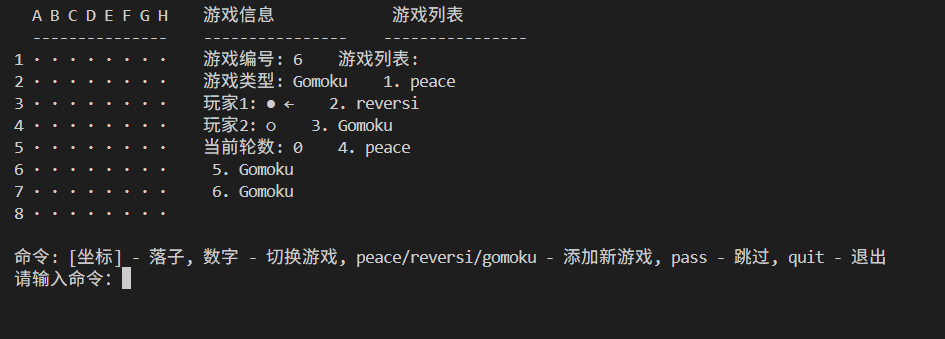 A B C D E F G H 游戏信息 游戏列表
--------------- ---------------- ----------------
1 · · · · · · · · 游戏编号: 6 游戏列表:
2 · · · · · · · · 游戏类型: Gomoku 1. peace
3 · · · · · · · · 玩家1: ● ← 2. reversi
4 · · · · · · · · 玩家2: ○ 3. Gomoku
5 · · · · · · · · 当前轮数: 0 4. peace
6 · · · · · · · · 5. Gomoku
7 · · · · · · · · 6. Gomoku
8 · · · · · · · ·
命令: [坐标] - 落子, 数字 - 切换游戏, peace/reversi/gomoku - 添加新游戏, pass - 跳过, quit - 退出
请输入命令: